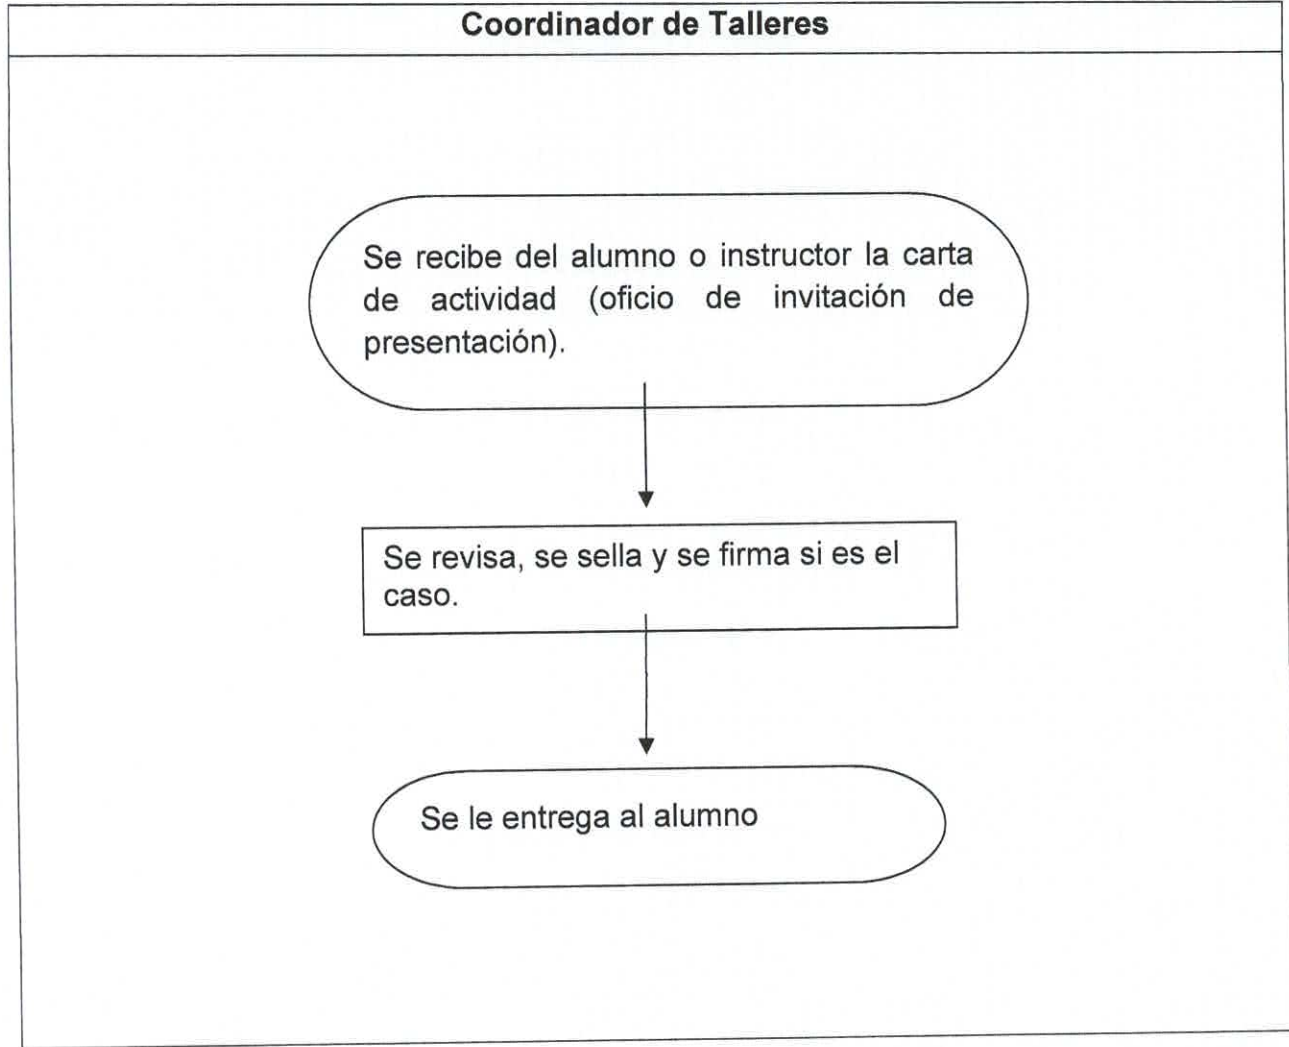 Coordinador de Talleres
Se recibe del alumno o instructor la carta
de actividad (oficio de invitación de
presentación).
Se revisa, se sella y se firma si es el
caso.
Se le entrega al alumno